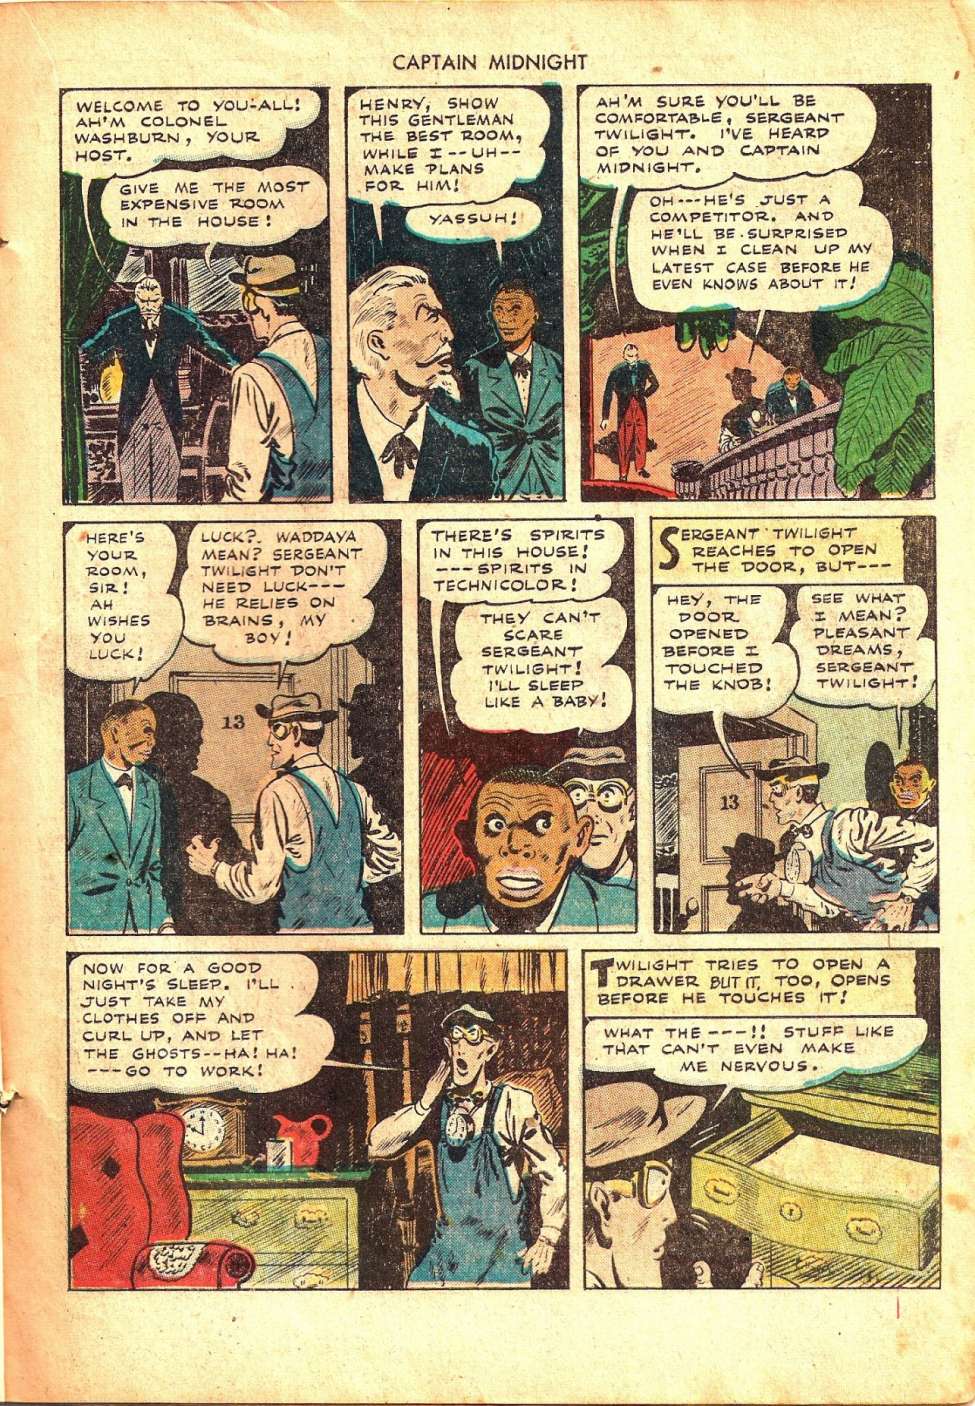 CAPTAIN MIDNIGHT
WELCOME TO YOU-ALL!
AH'M COLONEL
WASHBURN, YOUR
HOST.
GIVE ME THE MOST
EXPENSIVE ROOM
IN THE HOUSE!
HENRY, SHOW
THIS GENTLEMAN
THE BEST ROOM,
WHILE I--UH--
MAKE PLANS
FOR HIM!
YASSUH!
AH'M SURE YOU'LL BE
COMFORTABLE, SERGEANT
TWILIGHT. I'VE HEARD
OF YOU AND CAPTAIN
MIDNIGHT.
OH---HE'S JUST A
COMPETITOR. AND
HE'LL BE SURPRISED
WHEN I CLEAN UP MY
LATEST CASE BEFORE HE
EVEN KNOWS ABOUT IT!
HERE'S
YOUR
ROOM,
SIR!
AH
WISHES
YOU
LUCK!
LUCK? WADDAYA
MEAN? SERGEANT
TWILIGHT DON'T
NEED LUCK---
HE RELIES ON
BRAINS, MY
BOY!
13
THERE'S SPIRITS
IN THIS HOUSE!
---SPIRITS IN
TECHNICOLOR!
THEY CAN'T
SCARE
SERGEANT
TWILIGHT!
I'LL SLEEP
LIKE A BABY!
SERGEANT TWILIGHT
REACHES TO OPEN
THE DOOR, BUT---
HEY, THE
DOOR
OPENED
BEFORE I
TOUCHED
THE KNOB!
SEE WHAT
I MEAN?
PLEASANT
DREAMS,
SERGEANT
TWILIGHT!
13
NOW FOR A GOOD
NIGHT'S SLEEP. I'LL
JUST TAKE MY
CLOTHES OFF AND
CURL UP, AND LET
THE GHOSTS--HA! HA!
---GO TO WORK!
TWILIGHT TRIES TO OPEN A
DRAWER BUT IT, TOO, OPENS
BEFORE HE TOUCHES IT!
WHAT THE ---!! STUFF LIKE
THAT CAN'T EVEN MAKE
ME NERVOUS.